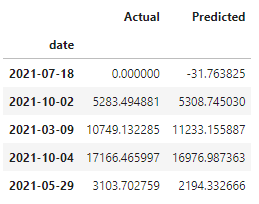 Actual Predicted
date
2021-07-18 0.000000 -31.763825
2021-10-02 5283.494881 5308.745030
2021-03-09 10749.132285 11233.155887
2021-10-04 17166.465997 16976.987363
2021-05-29 3103.702759 2194.332666